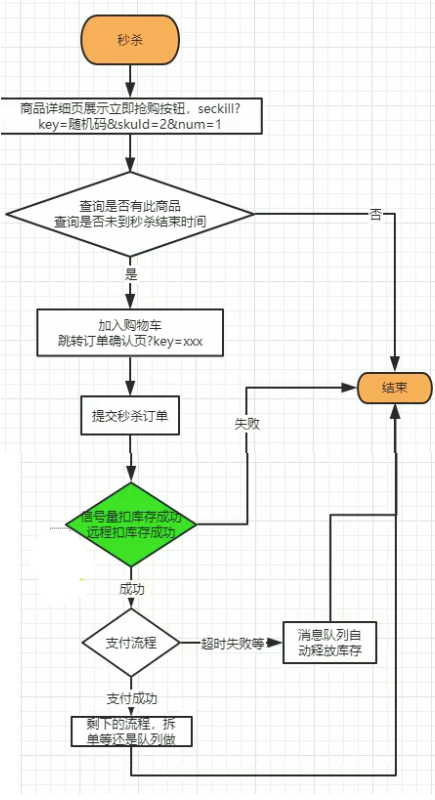 秒杀
商品详细页展示立即抢购按钮，seckill?
key=随机码&skuId=2&num=1
查询是否有此商品
查询是否未到秒杀结束时间
否
是
加入购物车
跳转订单确认页?key=xxx
结束
提交秒杀订单
失败
信号量扣库存成功
远程扣库存成功
成功
支付流程
超时失败等
消息队列自
动释放库存
支付成功
剩下的流程，拆
单等还是队列做